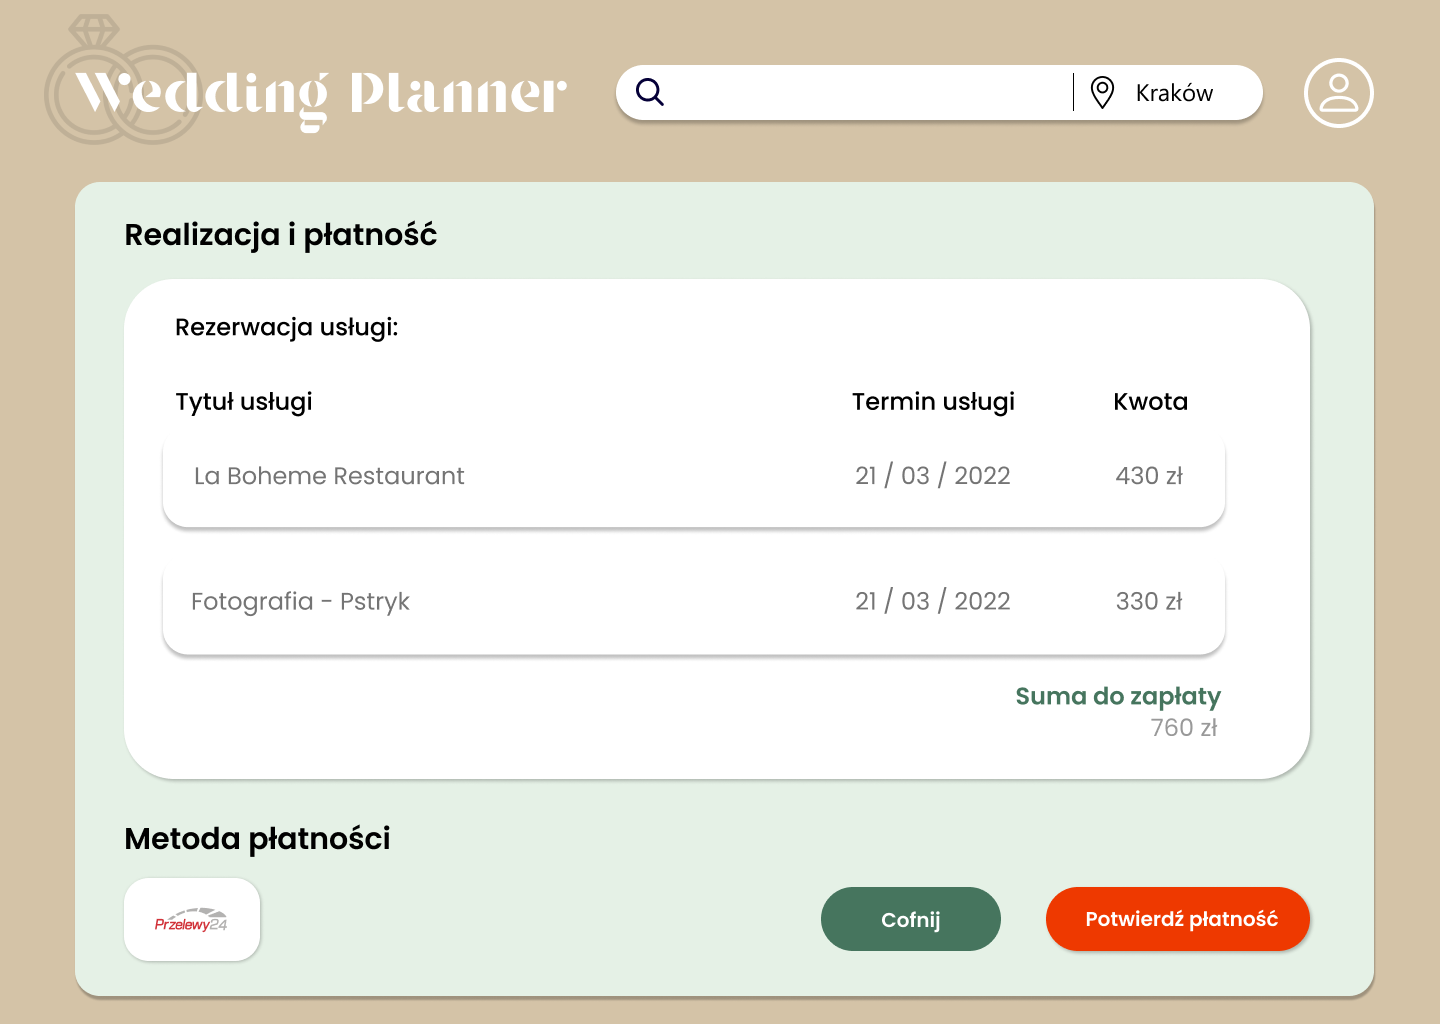 Wedding Planner
Kraków
Realizacja i płatność
Rezerwacja usługi:
Tytuł usługi Termin usługi Kwota
La Boheme Restaurant 21 / 03 / 2022 430 zł
Fotografia - Pstryk 21 / 03 / 2022 330 zł
Suma do zapłaty
760 zł
Metoda płatności
Przelewy24 Cofnij Potwierdź płatność